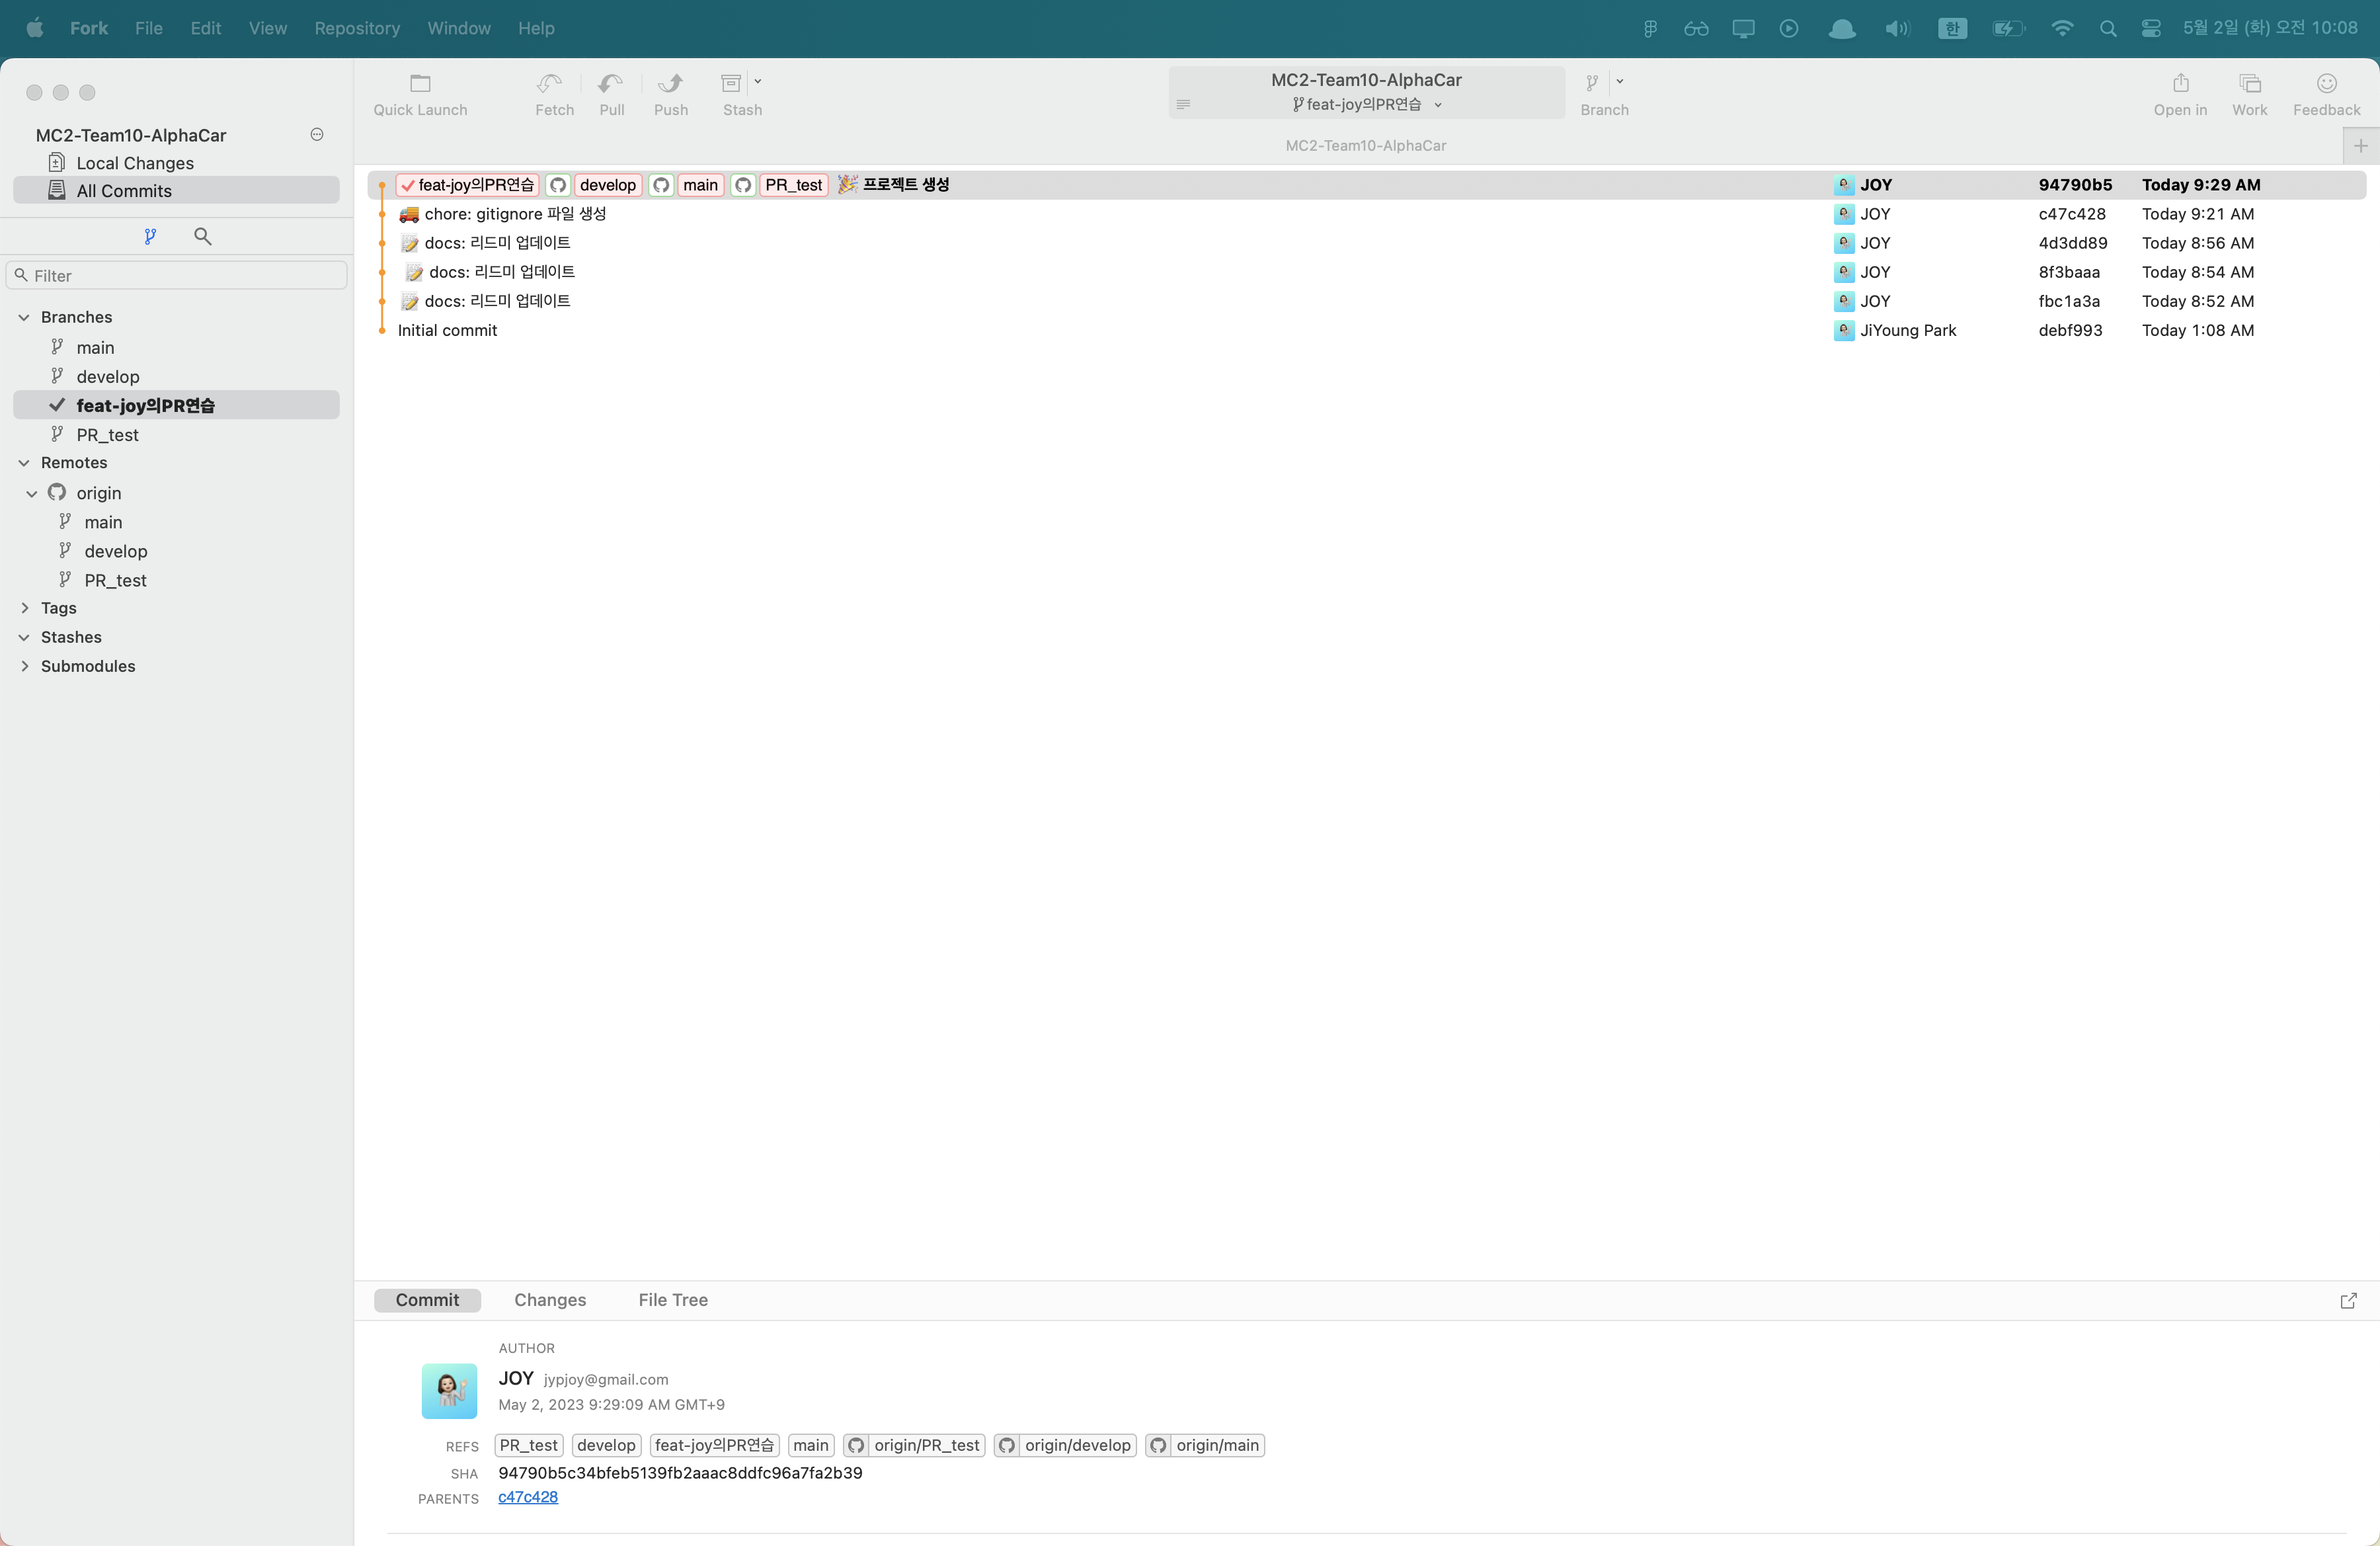 Fork File Edit View Repository Window Help 한 5월 2일 (화) 오전 10:08
Quick Launch Fetch Pull Push Stash
MC2-Team10-AlphaCar
feat-joy의PR연습
Branch Open in Work Feedback
MC2-Team10-AlphaCar
MC2-Team10-AlphaCar
Local Changes
All Commits
Filter
Branches
main
develop
feat-joy의PR연습
PR_test
Remotes
origin
main
develop
PR_test
Tags
Stashes
Submodules
feat-joy의PR연습 develop main PR_test 🎉 프로젝트 생성 JOY 94790b5 Today 9:29 AM
🚚 chore: gitignore 파일 생성 JOY c47c428 Today 9:21 AM
📝 docs: 리드미 업데이트 JOY 4d3dd89 Today 8:56 AM
📝 docs: 리드미 업데이트 JOY 8f3baaa Today 8:54 AM
📝 docs: 리드미 업데이트 JOY fbc1a3a Today 8:52 AM
Initial commit JiYoung Park debf993 Today 1:08 AM
Commit Changes File Tree
AUTHOR
JOY jypjoy@gmail.com
May 2, 2023 9:29:09 AM GMT+9
REFS PR_test develop feat-joy의PR연습 main origin/PR_test origin/develop origin/main
SHA 94790b5c34bfeb5139fb2aaac8ddfc96a7fa2b39
PARENTS c47c428